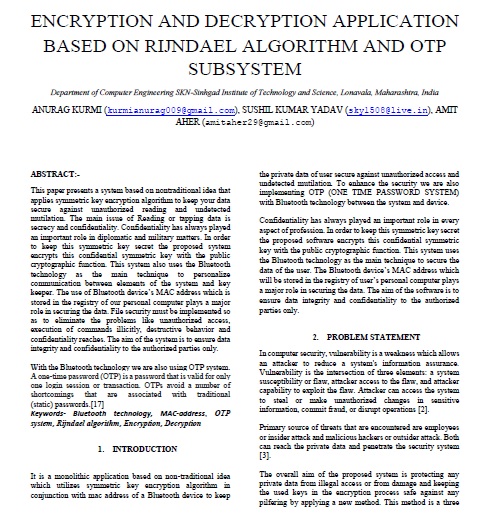 ENCRYPTION AND DECRYPTION APPLICATION
BASED ON RIJNDAEL ALGORITHM AND OTP
SUBSYSTEM
Department of Computer Engineering SKN-Sinhgad Institute of Technology and Science, Lonavala, Maharashtra, India
ANURAG KURMI (kurmianurag009@gmail.com), SUSHIL KUMAR YADAV (sky1508@live.in), AMIT
AHER (amitaher29@gmail.com)
ABSTRACT:-
This paper presents a system based on nontraditional idea that
applies symmetric key encryption algorithm to keep your data
secure against unauthorized reading and undetected
mutilation. The main issue of Reading or tapping data is
secrecy and confidentiality. Confidentiality has always played
an important role in diplomatic and military matters. In order
to keep this symmetric key secret the proposed system
encrypts this confidential symmetric key with the public
cryptographic function. This system also uses the Bluetooth
technology as the main technique to personalize
communication between elements of the system and key
keeper. The use of Bluetooth device's MAC address which is
stored in the registry of our personal computer plays a major
role in securing the data. File security must be implemented so
as to eliminate the problems like unauthorized access,
execution of commands illicitly, destructive behavior and
confidentiality reaches. The aim of the system is to ensure data
integrity and confidentiality to the authorized parties only.
With the Bluetooth technology we are also using OTP system.
A one-time password (OTP) is a password that is valid for only
one login session or transaction. OTPs avoid a number of
shortcomings that are associated with traditional
(static) passwords.[17]
Keywords- Bluetooth technology, MAC-address, OTP
system, Rijndael algorithm, Encryption, Decryption
1. INTRODUCTION
It is a monolithic application based on non-traditional idea
which utilizes symmetric key encryption algorithm in
conjunction with mac address of a Bluetooth device to keep
the private data of user secure against unauthorized access and
undetected mutilation. To enhance the security we are also
implementing OTP (ONE TIME PASSWORD SYSTEM)
with Bluetooth technology between the system and device.
Confidentiality has always played an important role in every
aspect of profession. In order to keep this symmetric key secret
the proposed software encrypts this confidential symmetric
key with the public cryptographic function. This system uses
the Bluetooth technology as the main technique to secure the
data of the user. The Bluetooth device's MAC address which
will be stored in the registry of user's personal computer plays
a major role in securing the data. The aim of the software is to
ensure data integrity and confidentiality to the authorized
parties only.
2. PROBLEM STATEMENT
In computer security, vulnerability is a weakness which allows
an attacker to reduce a system's information assurance.
Vulnerability is the intersection of three elements: a system
susceptibility or flaw, attacker access to the flaw, and attacker
capability to exploit the flaw. Attacker can access the system
to steal or make unauthorized changes in sensitive
information, commit fraud, or disrupt operations [2].
Primary source of threats that are encountered are employees
or insider attack and malicious hackers or outsider attack. Both
can reach the private data and penetrate the security system
[3].
The overall aim of the proposed system is protecting any
private data from illegal access or from damage and keeping
the used keys in the encryption process safe against any
pilfering by applying a new method. This method is a three